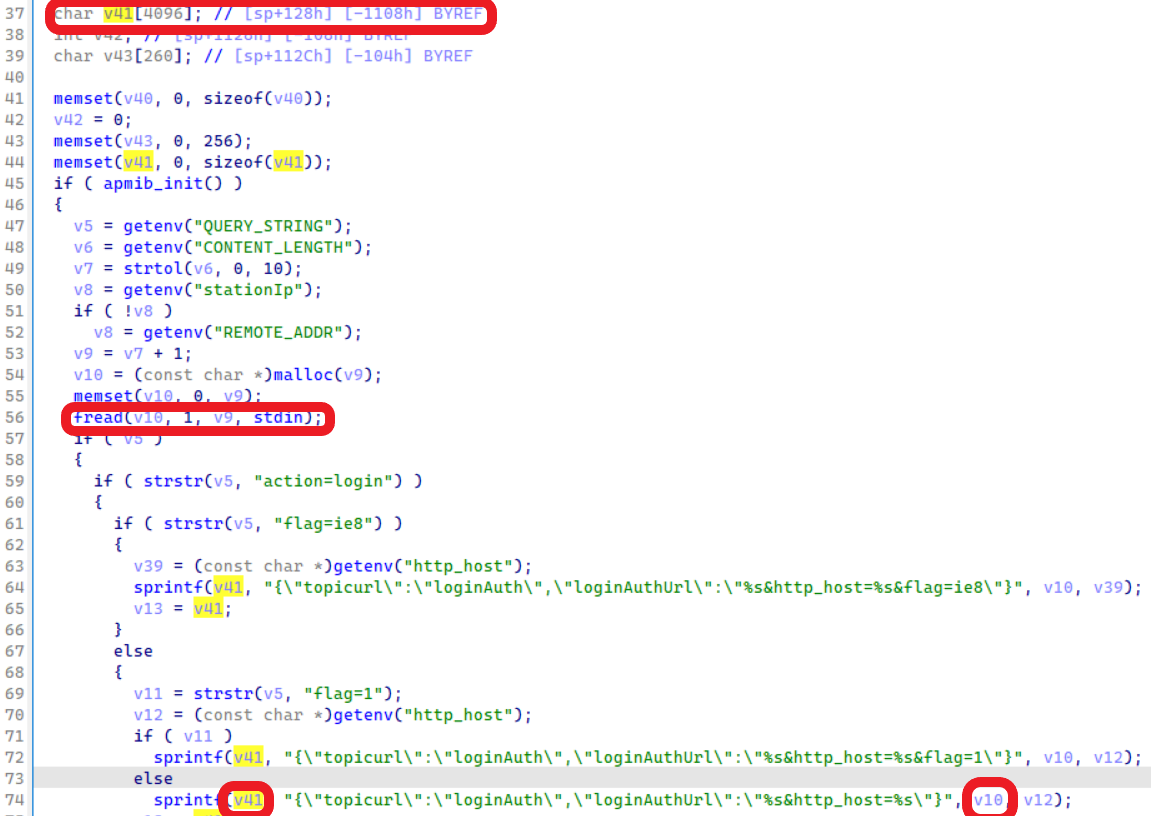 37 char v41[4096]; // [sp+128h] [-1108h] BYREF
38 int v42; // [sp+1128h] [-108h] BYREF
39 char v43[260]; // [sp+112Ch] [-104h] BYREF
40
41 memset(v40, 0, sizeof(v40));
42 v42 = 0;
43 memset(v43, 0, 256);
44 memset(v41, 0, sizeof(v41));
45 if ( apmib_init() )
46 {
47 v5 = getenv("QUERY_STRING");
48 v6 = getenv("CONTENT_LENGTH");
49 v7 = strtol(v6, 0, 10);
50 v8 = getenv("stationIp");
51 if ( !v8 )
52 v8 = getenv("REMOTE_ADDR");
53 v9 = v7 + 1;
54 v10 = (const char *)malloc(v9);
55 memset(v10, 0, v9);
56 fread(v10, 1, v9, stdin);
57 if ( v5 )
58 {
59 if ( strstr(v5, "action=login") )
60 {
61 if ( strstr(v5, "flag=ie8") )
62 {
63 v39 = (const char *)getenv("http_host");
64 sprintf(v41, "{\"topicurl\":\"loginAuth\",\"loginAuthUrl\":\"%s&http_host=%s&flag=ie8\"}", v10, v39);
65 v13 = v41;
66 }
67 else
68 {
69 v11 = strstr(v5, "flag=1");
70 v12 = (const char *)getenv("http_host");
71 if ( v11 )
72 sprintf(v41, "{\"topicurl\":\"loginAuth\",\"loginAuthUrl\":\"%s&http_host=%s&flag=1\"}", v10, v12);
73 else
74 sprintf(v41, "{\"topicurl\":\"loginAuth\",\"loginAuthUrl\":\"%s&http_host=%s\"}", v10, v12);